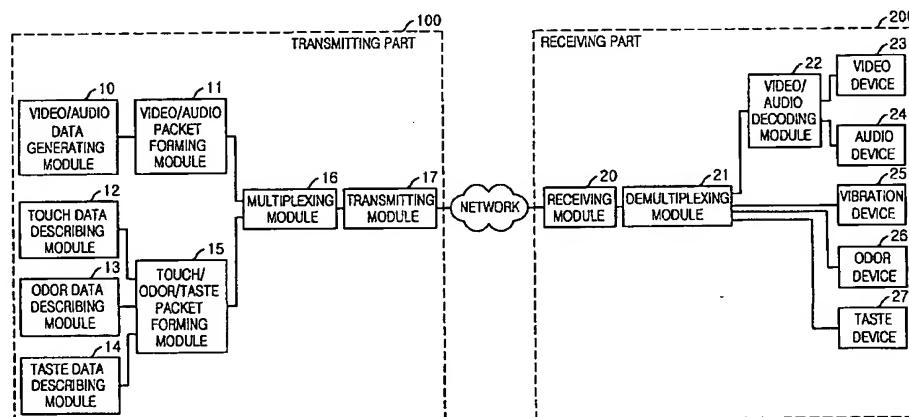 100
TRANSMITTING PART
10
VIDEO/AUDIO
DATA
GENERATING
MODULE
11
VIDEO/AUDIO
PACKET
FORMING
MODULE
12
TOUCH DATA
DESCRIBING
MODULE
13
ODOR DATA
DESCRIBING
MODULE
14
TASTE DATA
DESCRIBING
MODULE
15
TOUCH/
ODOR/TASTE
PACKET
FORMING
MODULE
16
MULTIPLEXING
MODULE
17
TRANSMITTING
MODULE
NETWORK
200
RECEIVING PART
20
RECEIVING
MODULE
21
DEMULTIPLEXING
MODULE
22
VIDEO/
AUDIO
DECODING
MODULE
23
VIDEO
DEVICE
24
AUDIO
DEVICE
25
VIBRATION
DEVICE
26
ODOR
DEVICE
27
TASTE
DEVICE